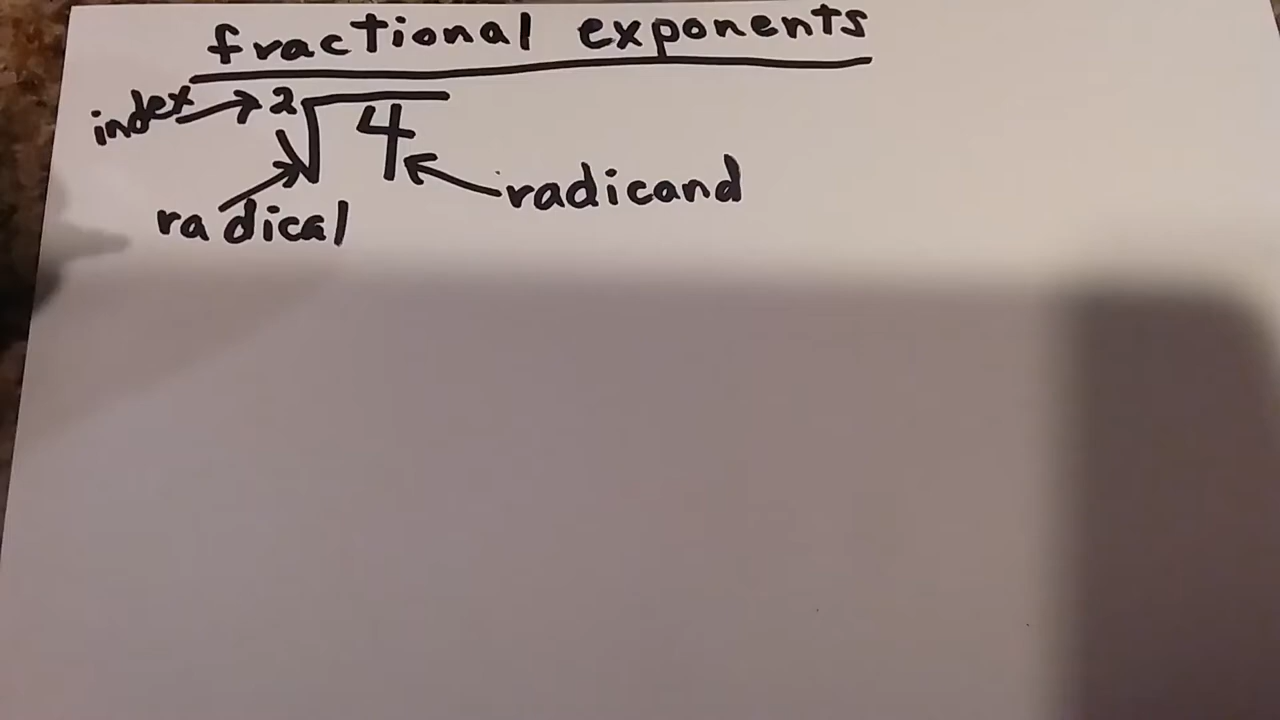 fractional exponents
index → 2√4
radical
radicand